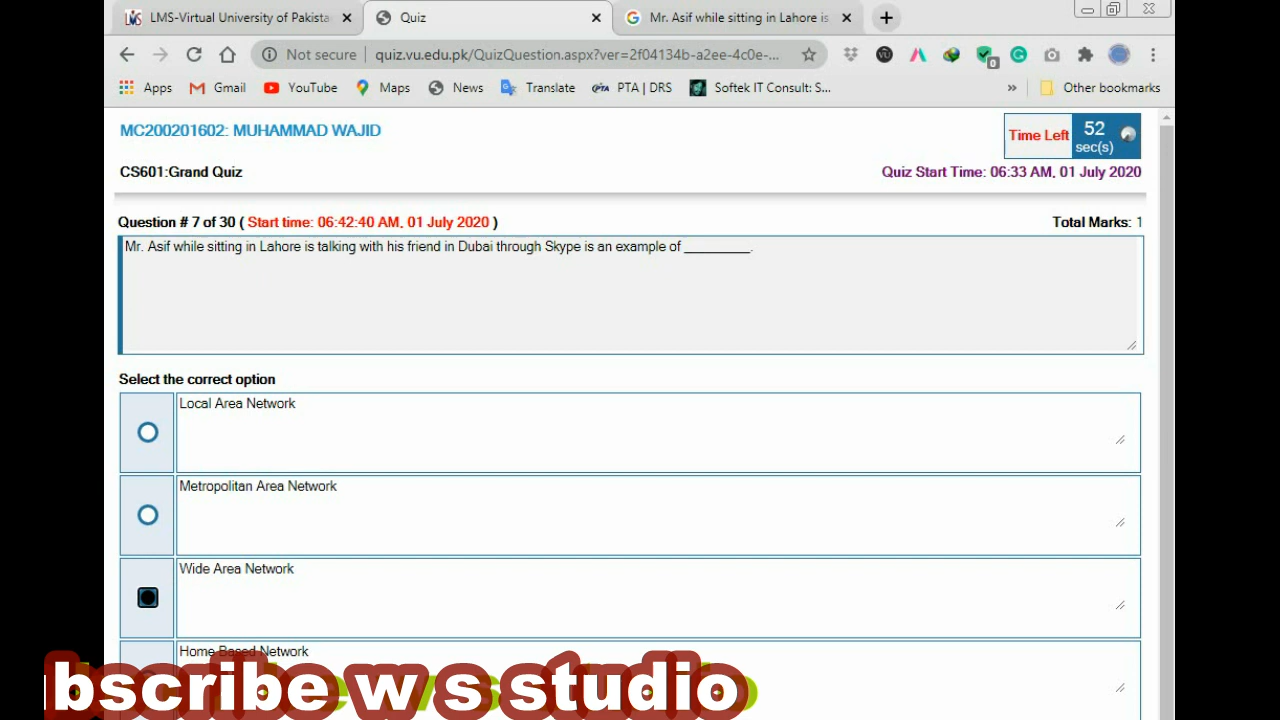 LMS-Virtual University of Pakista
Quiz
Mr. Asif while sitting in Lahore is
Not secure | quiz.vu.edu.pk/QuizQuestion.aspx?ver=2f04134b-a2ee-4c0e-...
Apps Gmail YouTube Maps News Translate PTA | DRS Softek IT Consult: S... » Other bookmarks
MC200201602: MUHAMMAD WAJID
Time Left 52 sec(s)
CS601:Grand Quiz
Quiz Start Time: 06:33 AM, 01 July 2020
Question # 7 of 30 ( Start time: 06:42:40 AM, 01 July 2020 )
Total Marks: 1
Mr. Asif while sitting in Lahore is talking with his friend in Dubai through Skype is an example of _________.
Select the correct option
Local Area Network
Metropolitan Area Network
Wide Area Network
Home Based Network
bscribe w s studio